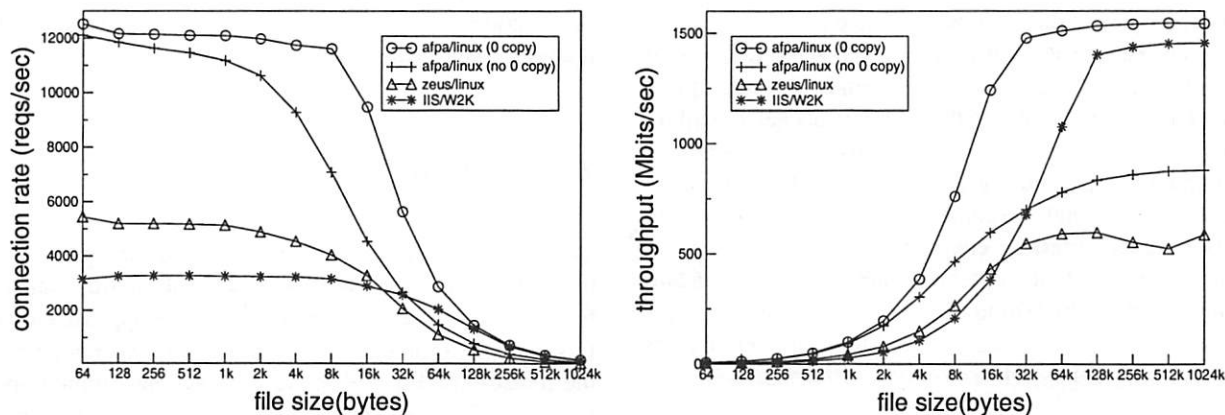 connection rate (reqs/sec)
12000
10000
8000
6000
4000
2000
64 128 256 512 1k 2k 4k 8k 16k 32k 64k 128k 256k 512k 1024k
file size(bytes)
afpa/linux (0 copy)
afpa/linux (no 0 copy)
zeus/linux
IIS/W2K
throughput (Mbits/sec)
1500
1000
500
0
64 128 256 512 1k 2k 4k 8k 16k 32k 64k 128k 256k 512k 1024k
file size(bytes)
afpa/linux (0 copy)
afpa/linux (no 0 copy)
zeus/linux
IIS/W2K